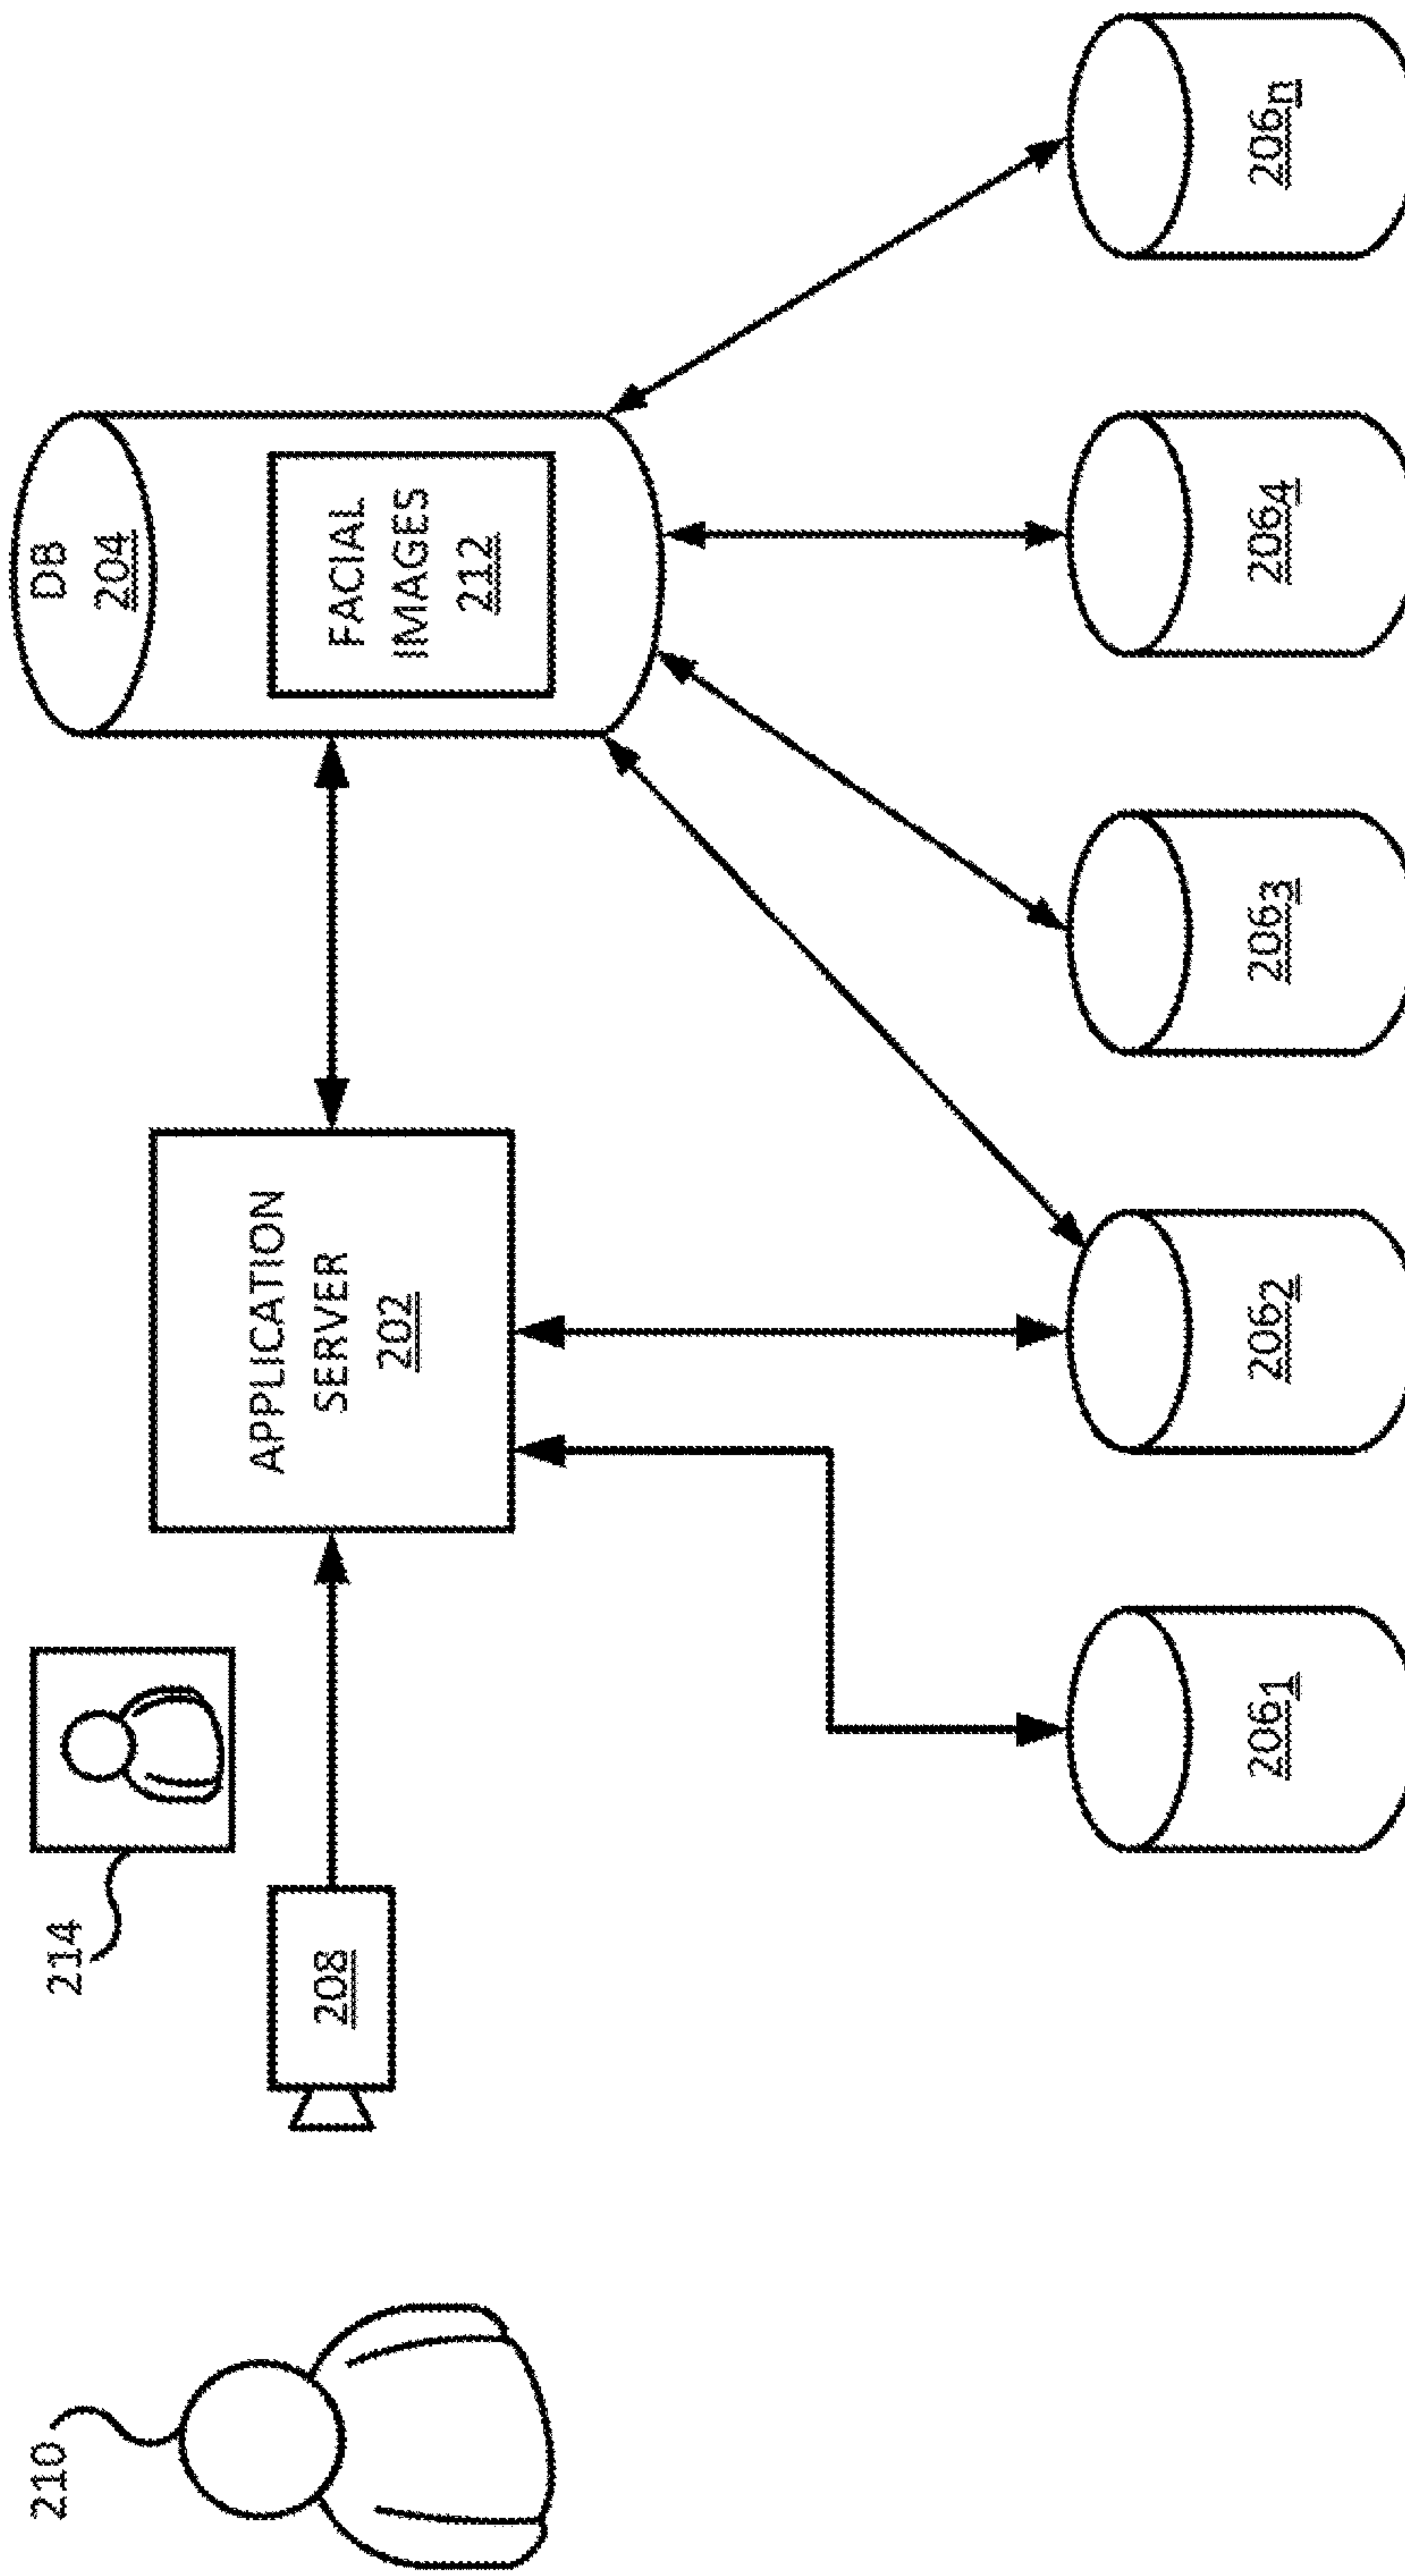 210
214
208
APPLICATION
SERVER
202
DB
204
FACIAL
IMAGES
212
206₁
206₂
206₃
206₄
206ₙ